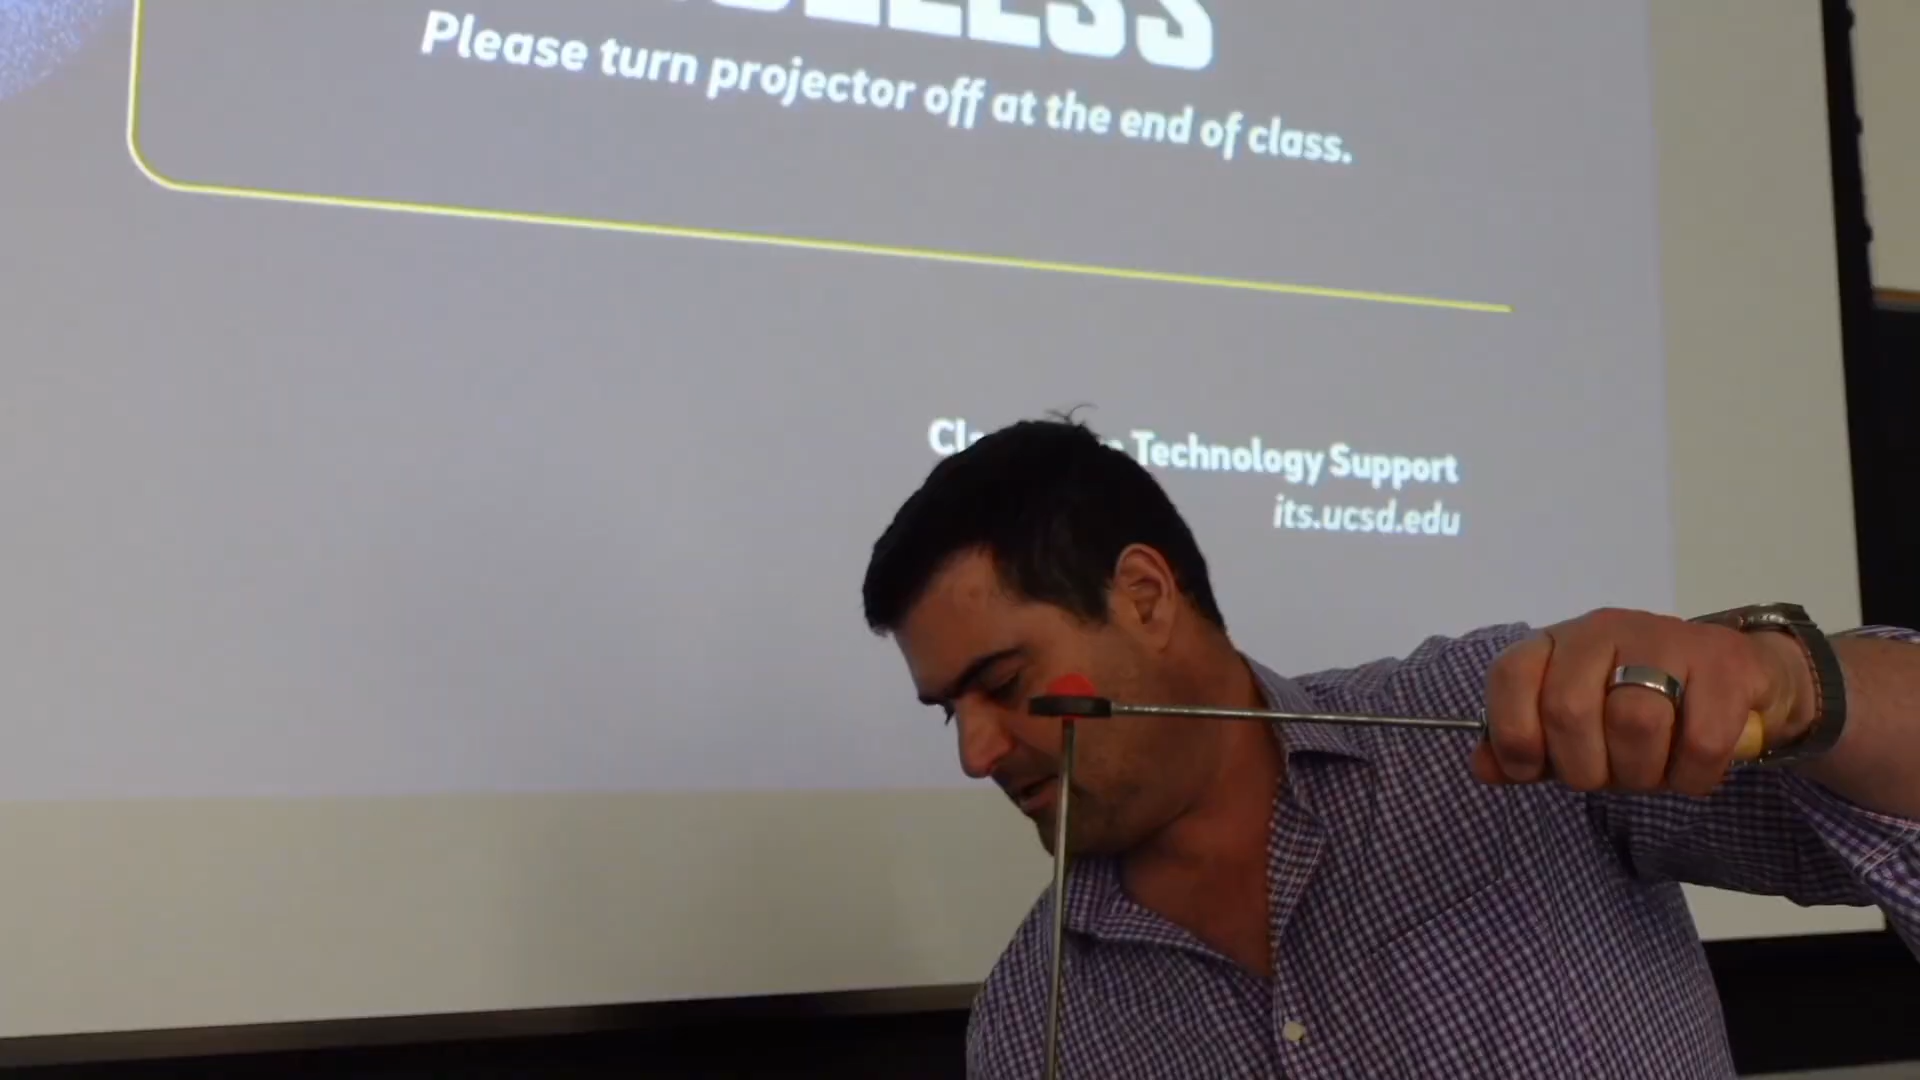 Please turn projector off at the end of class.
Technology Support
its.ucsd.edu